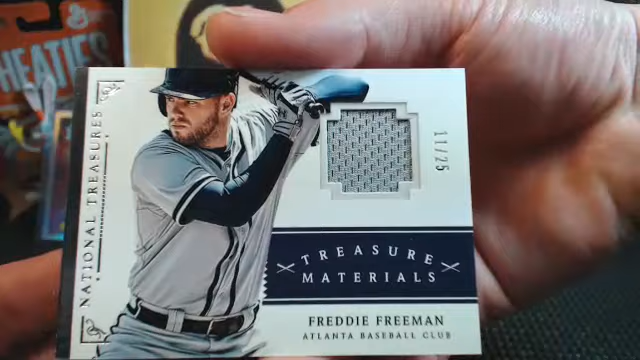 HEATIES
NATIONAL TREASURES
11/25
TREASURE
MATERIALS
FREDDIE FREEMAN
ATLANTA BASEBALL CLUB